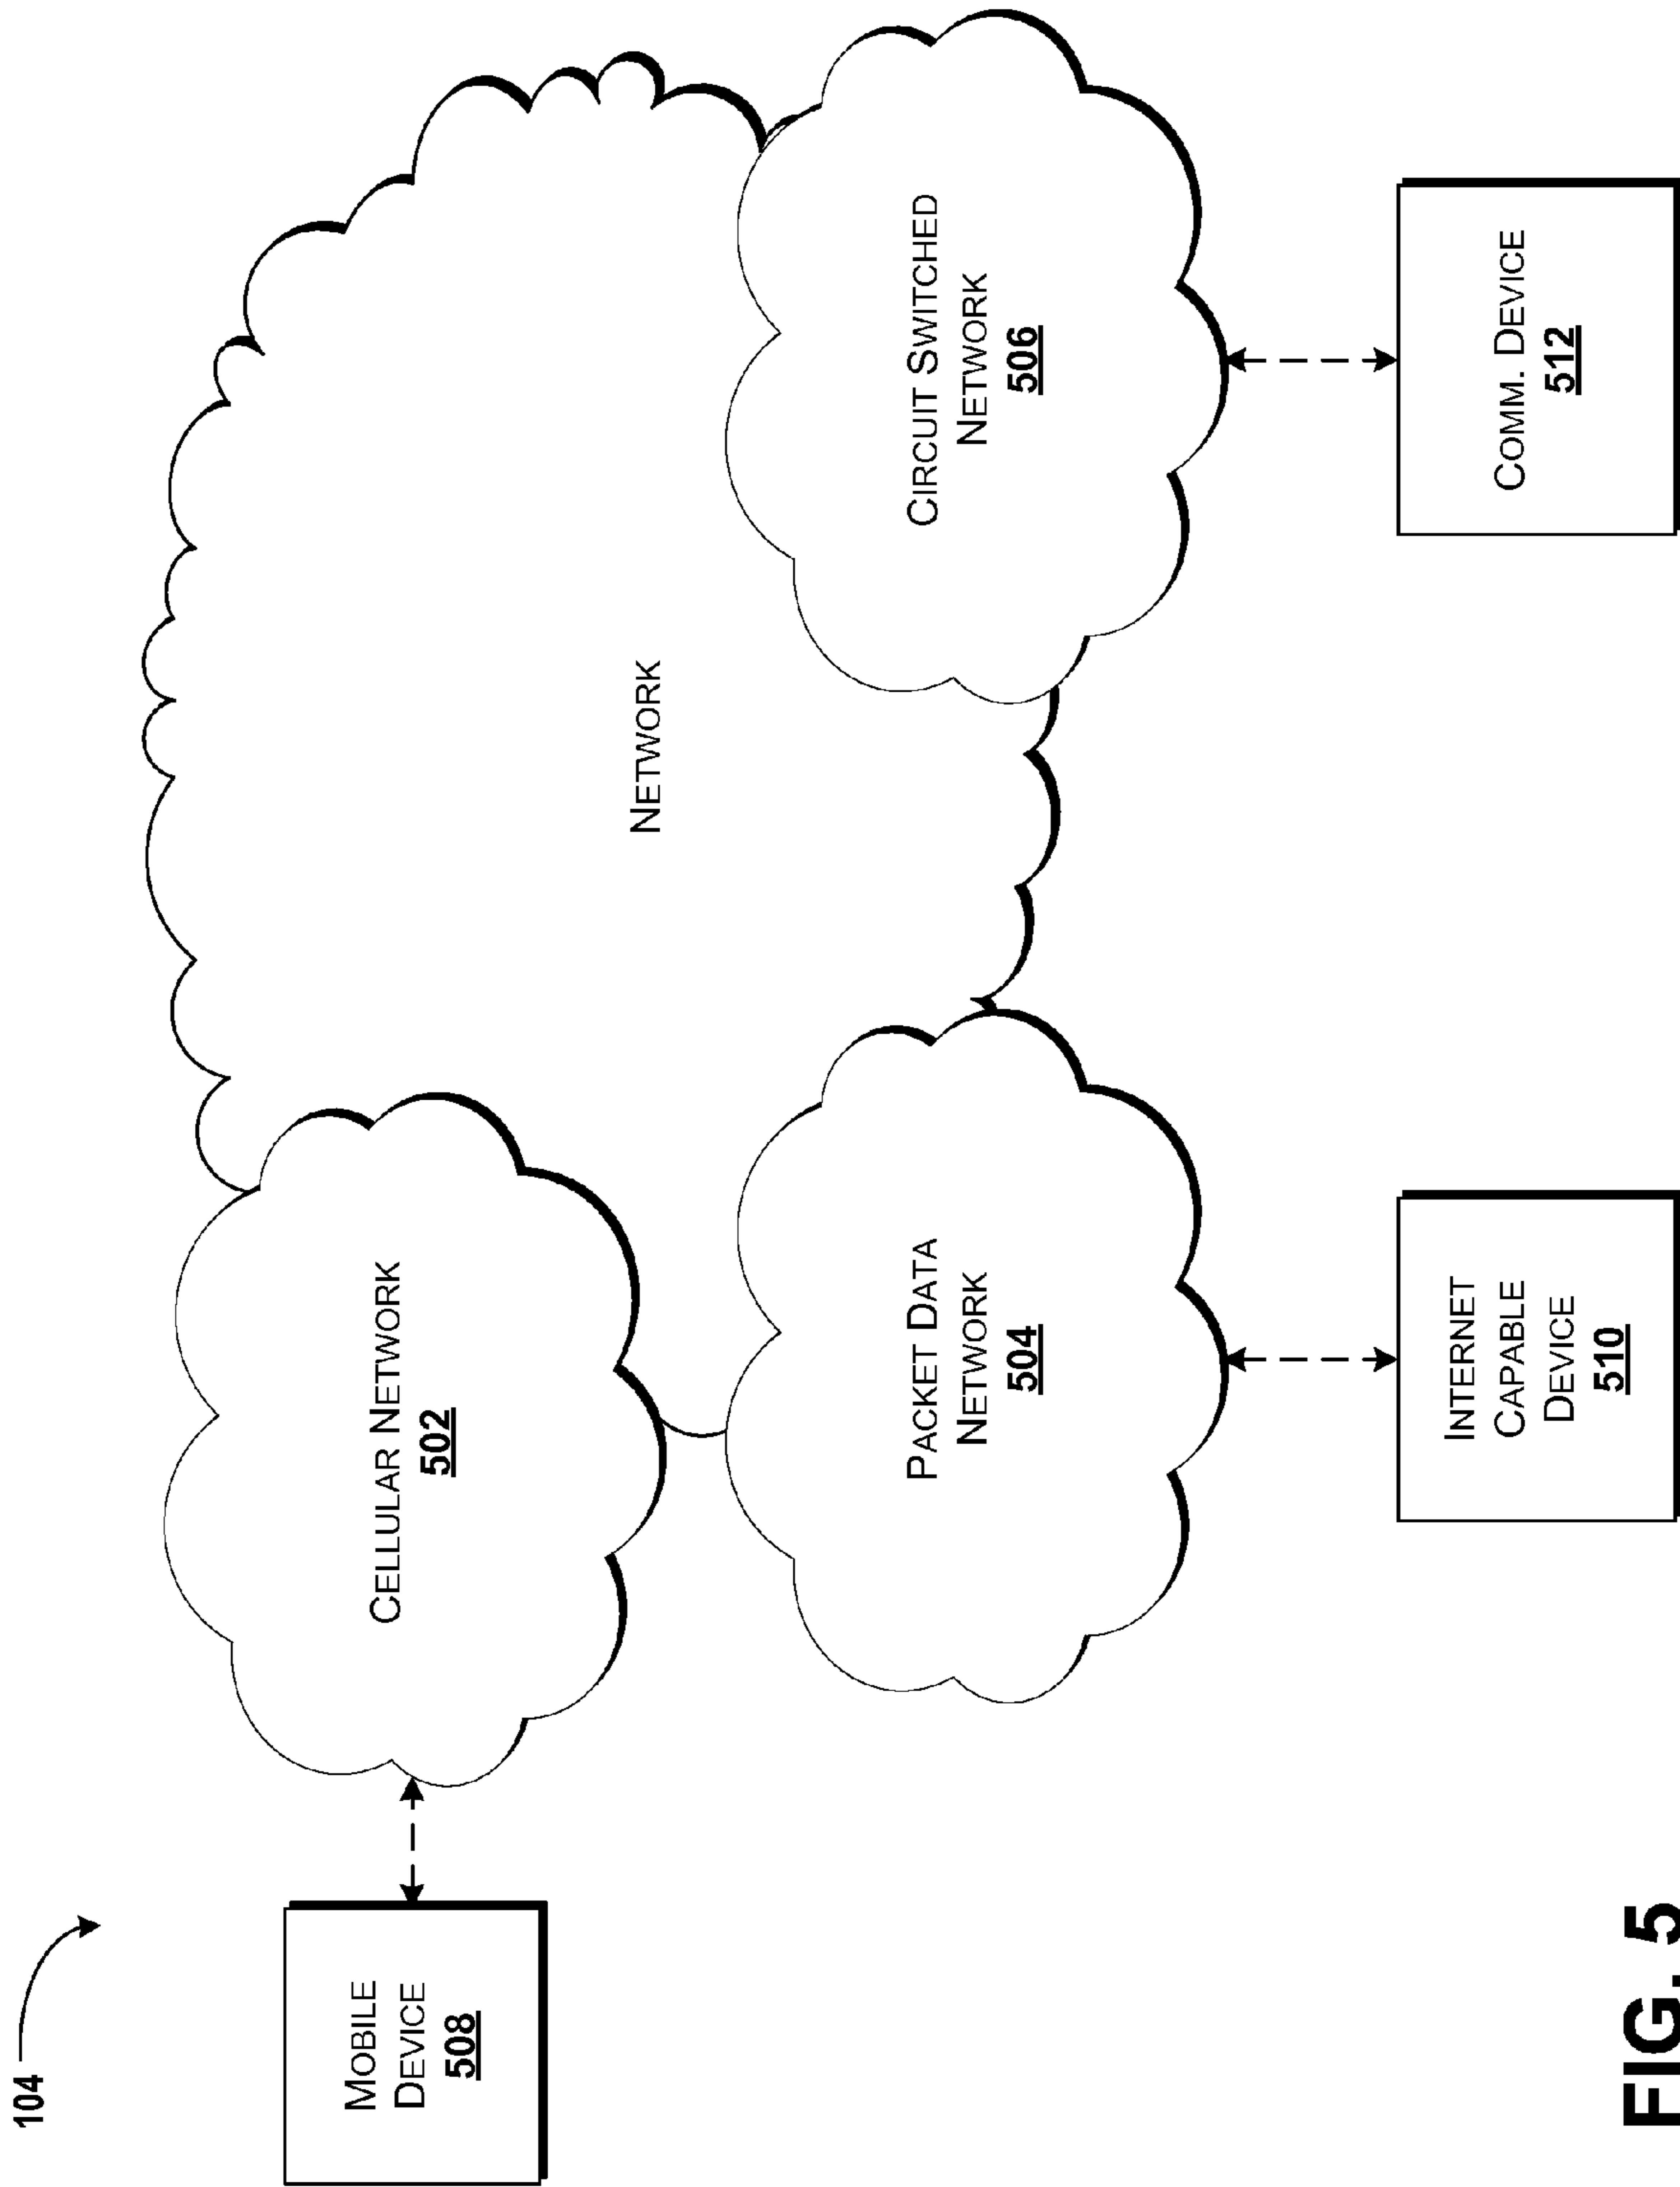 104
MOBILE
DEVICE
508
CELLULAR NETWORK
502
NETWORK
PACKET DATA
NETWORK
504
CIRCUIT SWITCHED
NETWORK
506
INTERNET
CAPABLE
DEVICE
510
COMM. DEVICE
512
FIG. 5